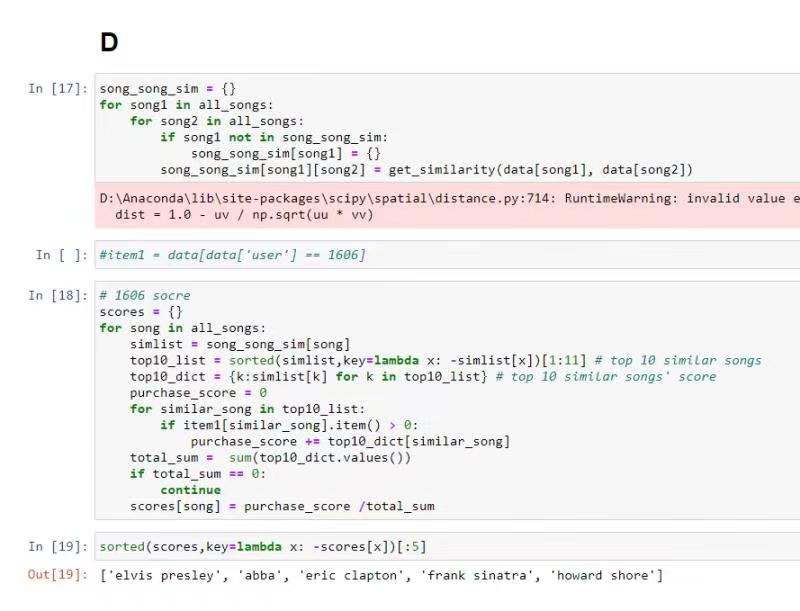 D
In [17]: song_song_sim = {}
for song1 in all_songs:
    for song2 in all_songs:
        if song1 not in song_song_sim:
            song_song_sim[song1] = {}
        song_song_sim[song1][song2] = get_similarity(data[song1], data[song2])
D:\Anaconda\lib\site-packages\scipy\spatial\distance.py:714: RuntimeWarning: invalid value e
  dist = 1.0 - uv / np.sqrt(uu * vv)
In [ ]: #item1 = data[data['user'] == 1606]
In [18]: # 1606 socre
scores = {}
for song in all_songs:
    simlist = song_song_sim[song]
    top10_list = sorted(simlist,key=lambda x: -simlist[x])[1:11] # top 10 similar songs
    top10_dict = {k:simlist[k] for k in top10_list} # top 10 similar songs' score
    purchase_score = 0
    for similar_song in top10_list:
        if item1[similar_song].item() > 0:
            purchase_score += top10_dict[similar_song]
    total_sum =  sum(top10_dict.values())
    if total_sum == 0:
        continue
    scores[song] = purchase_score /total_sum
In [19]: sorted(scores,key=lambda x: -scores[x])[:5]
Out[19]: ['elvis presley', 'abba', 'eric clapton', 'frank sinatra', 'howard shore']